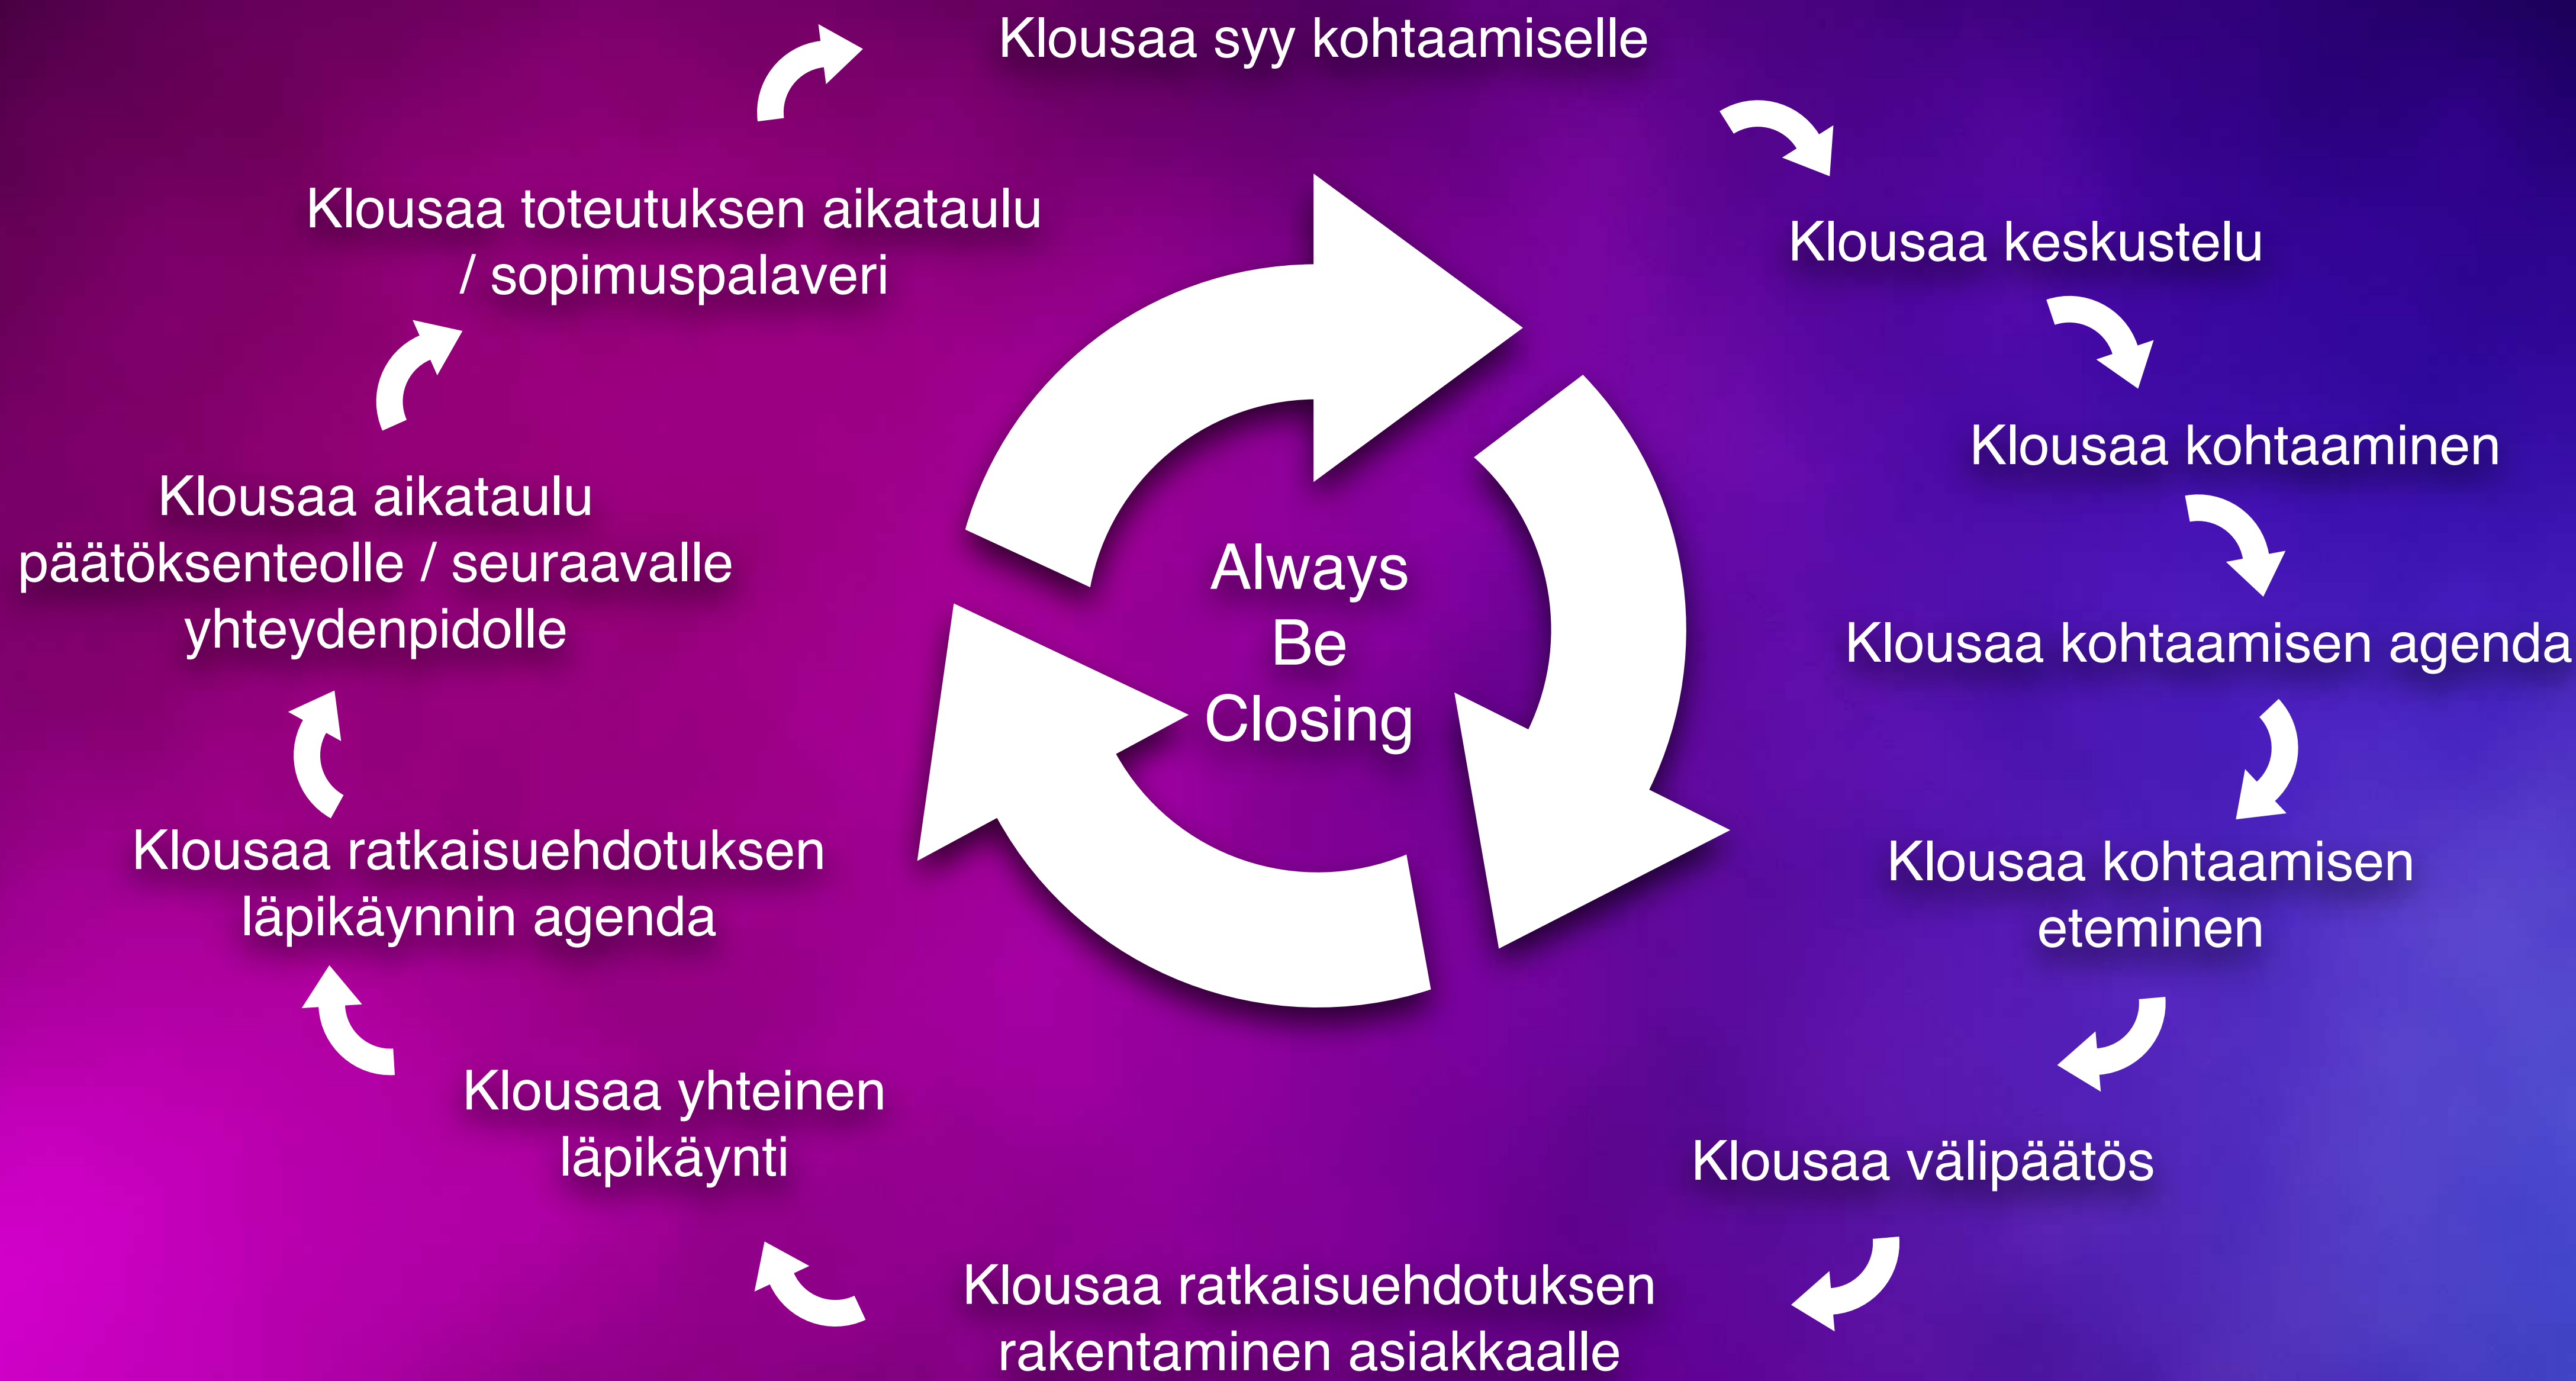 Klousaa syy kohtaamiselle
Klousaa keskustelu
Klousaa kohtaaminen
Klousaa kohtaamisen agenda
Klousaa kohtaamisen
eteminen
Klousaa välipäätös
Klousaa ratkaisuehdotuksen
rakentaminen asiakkaalle
Klousaa yhteinen
läpikäynti
Klousaa ratkaisuehdotuksen
läpikäynnin agenda
Klousaa aikataulu
päätöksenteolle / seuraavalle
yhteydenpidolle
Klousaa toteutuksen aikataulu
/ sopimuspalaveri
Always
Be
Closing